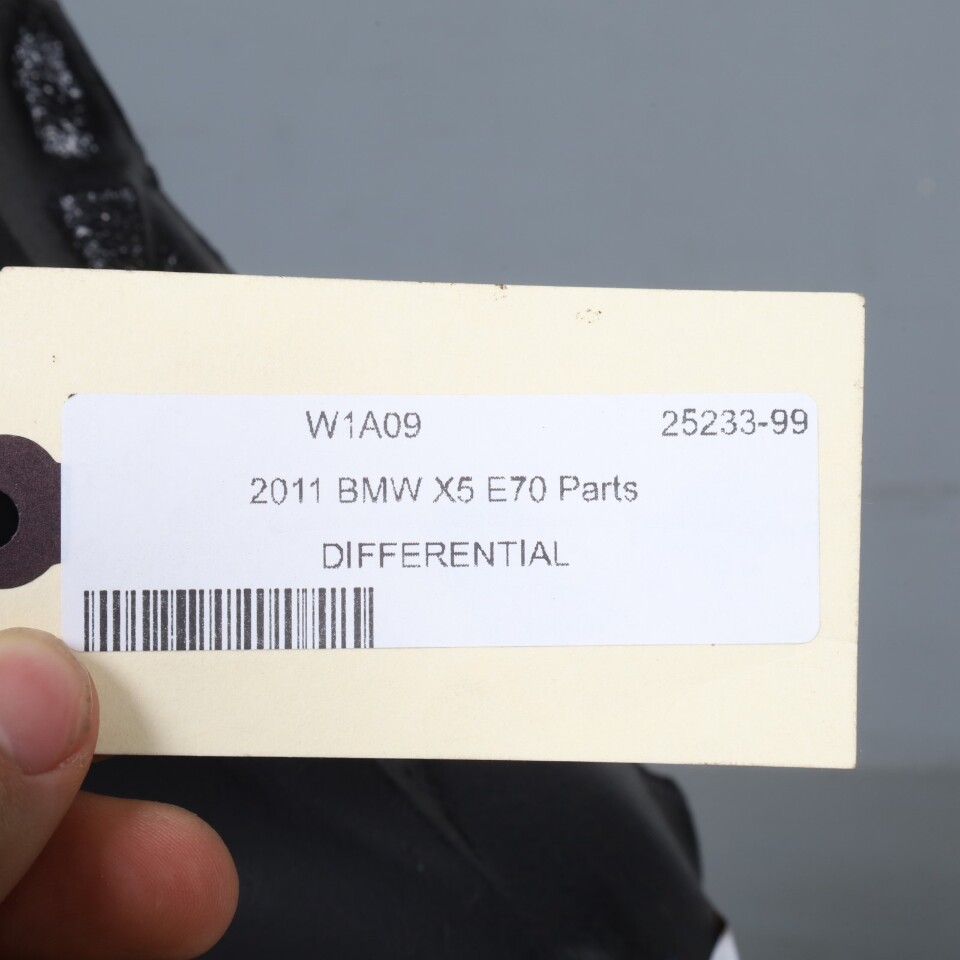 W1A09 25233-99
2011 BMW X5 E70 Parts
DIFFERENTIAL